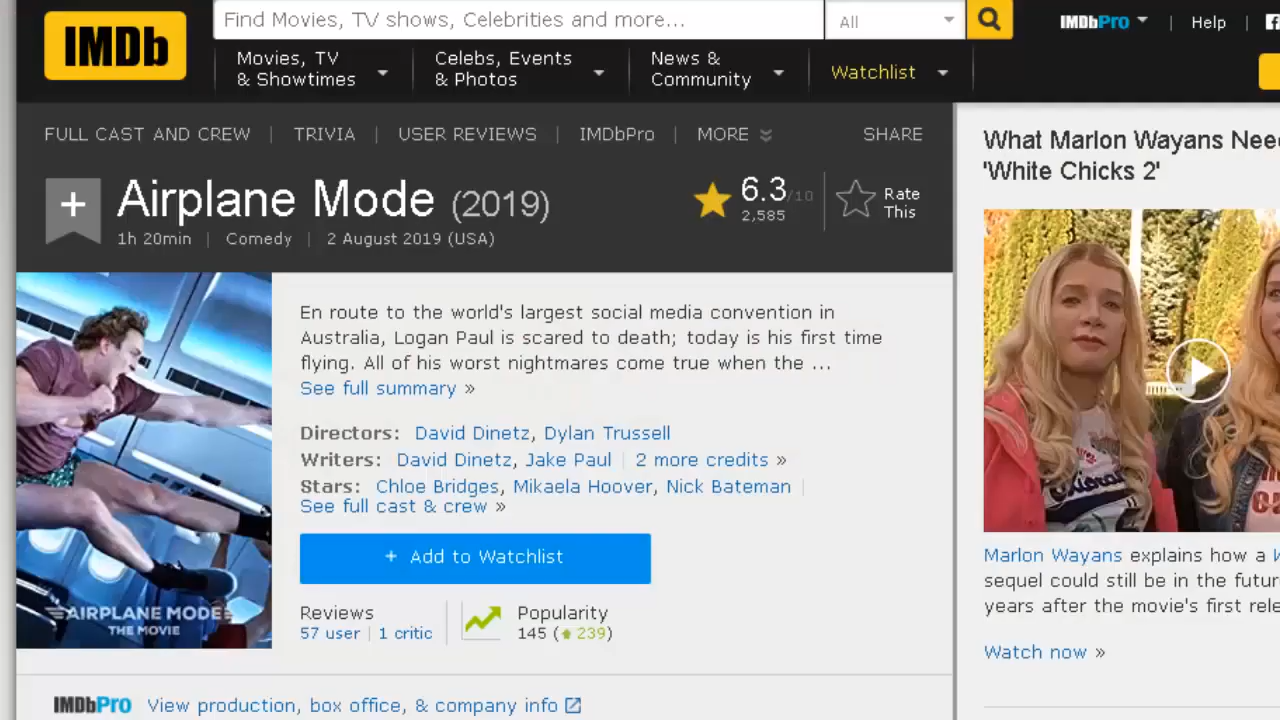 IMDb
Find Movies, TV shows, Celebrities and more...
All
IMDbPro
Help
Movies, TV
& Showtimes
Celebs, Events
& Photos
News &
Community
Watchlist
FULL CAST AND CREW
TRIVIA
USER REVIEWS
IMDbPro
MORE
SHARE
+ Airplane Mode (2019)
1h 20min | Comedy | 2 August 2019 (USA)
6.3/10
2,585
Rate
This
AIRPLANE MODE
THE MOVIE
En route to the world's largest social media convention in
Australia, Logan Paul is scared to death; today is his first time
flying. All of his worst nightmares come true when the ...
See full summary »
Directors: David Dinetz, Dylan Trussell
Writers: David Dinetz, Jake Paul | 2 more credits »
Stars: Chloe Bridges, Mikaela Hoover, Nick Bateman |
See full cast & crew »
+ Add to Watchlist
Reviews
57 user | 1 critic
Popularity
145 (239)
IMDbPro View production, box office, & company info
What Marlon Wayans Nee
'White Chicks 2'
Marlon Wayans explains how a
sequel could still be in the futur
years after the movie's first rele
Watch now »